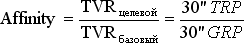 Affinity = TVR целевой / TVR базовый = 30" TRP / 30" GRP